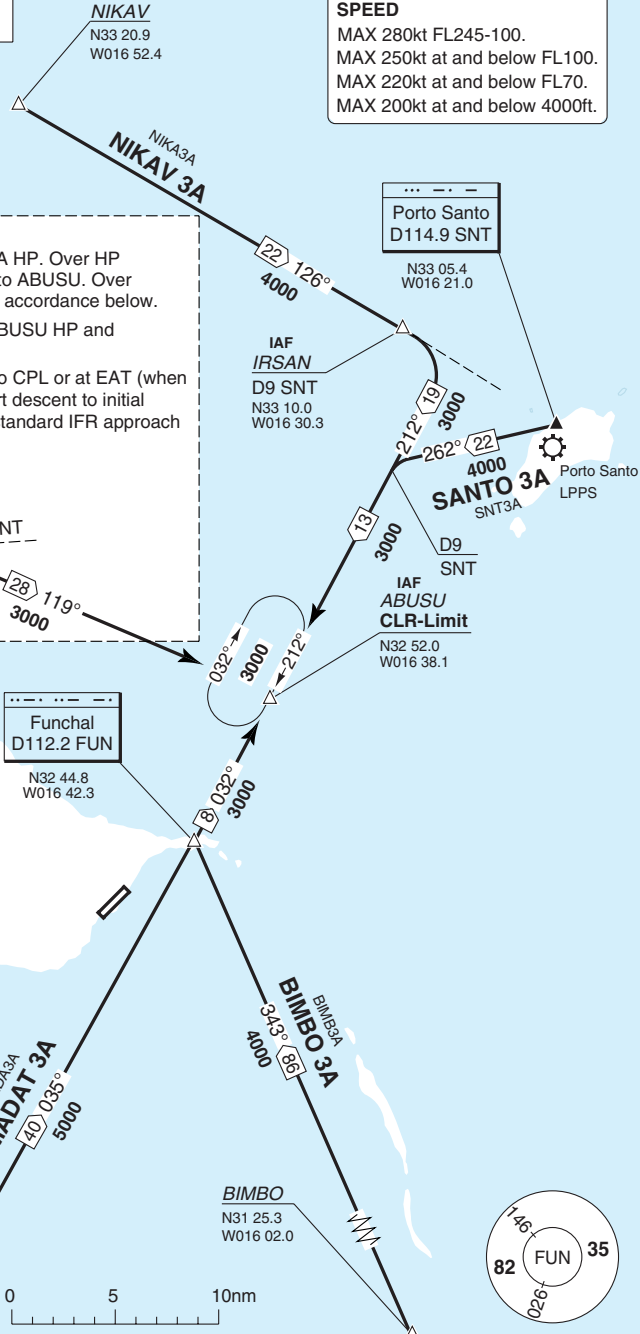 NIKAV
N33 20.9
W016 52.4
SPEED
MAX 280kt FL245-100.
MAX 250kt at and below FL100.
MAX 220kt at and below FL70.
MAX 200kt at and below 4000ft.
NIKA3A
NIKAV 3A
22 126°
4000
Porto Santo
D114.9 SNT
N33 05.4
W016 21.0
A HP. Over HP
to ABUSU. Over
accordance below.
BUSU HP and
o CPL or at EAT (when
rt descent to initial
standard IFR approach
IAF
IRSAN
D9 SNT
N33 10.0
W016 30.3
212° 19
3000
262° 22
4000
SANTO 3A
SNT3A
Porto Santo
LPPS
D9
SNT
13
3000
NT
28 119°
3000
IAF
ABUSU
CLR-Limit
N32 52.0
W016 38.1
032°
3000
212°
Funchal
D112.2 FUN
N32 44.8
W016 42.3
8 032°
3000
BIMB3A
BIMBO 3A
343° 86
4000
DA3A
ADAT 3A
40 035°
5000
BIMBO
N31 25.3
W016 02.0
146
82 FUN 35
026
0 5 10nm